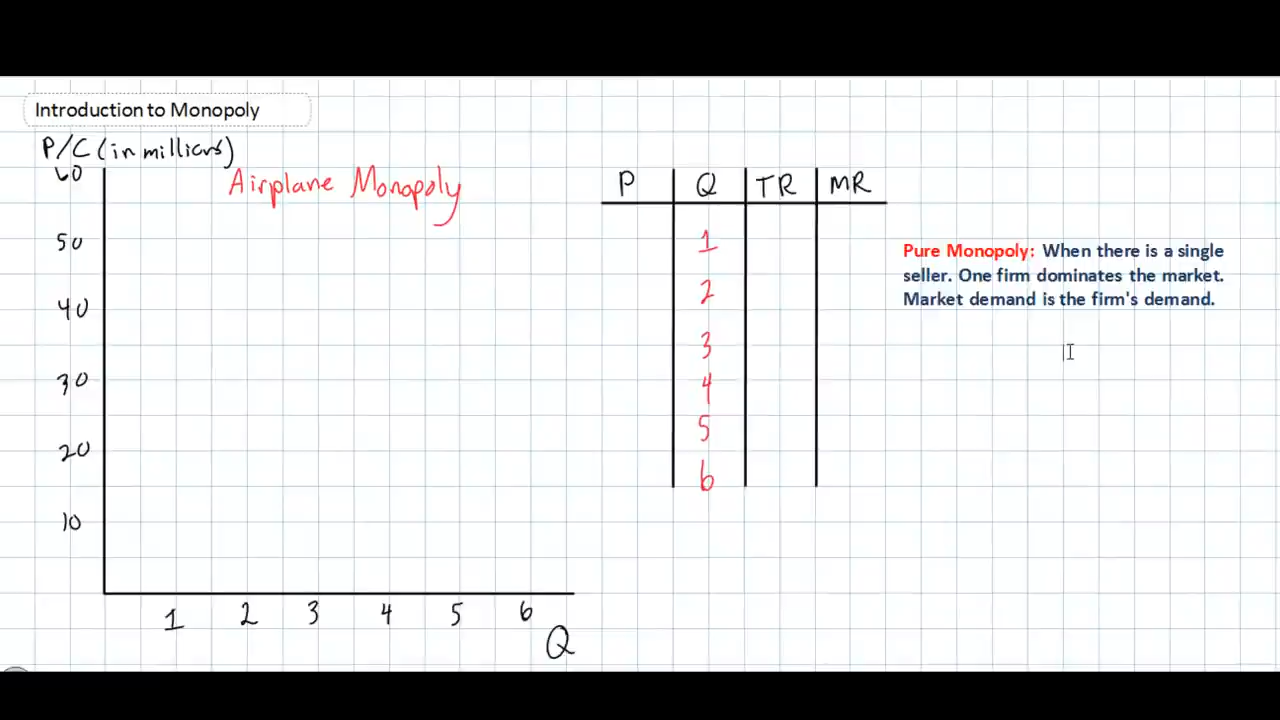 Introduction to Monopoly
P/C (in millions)
Airplane Monopoly
60
50
40
30
20
10
1 2 3 4 5 6
Q
P Q TR MR
1
2
3
4
5
6
Pure Monopoly: When there is a single
seller. One firm dominates the market.
Market demand is the firm's demand.